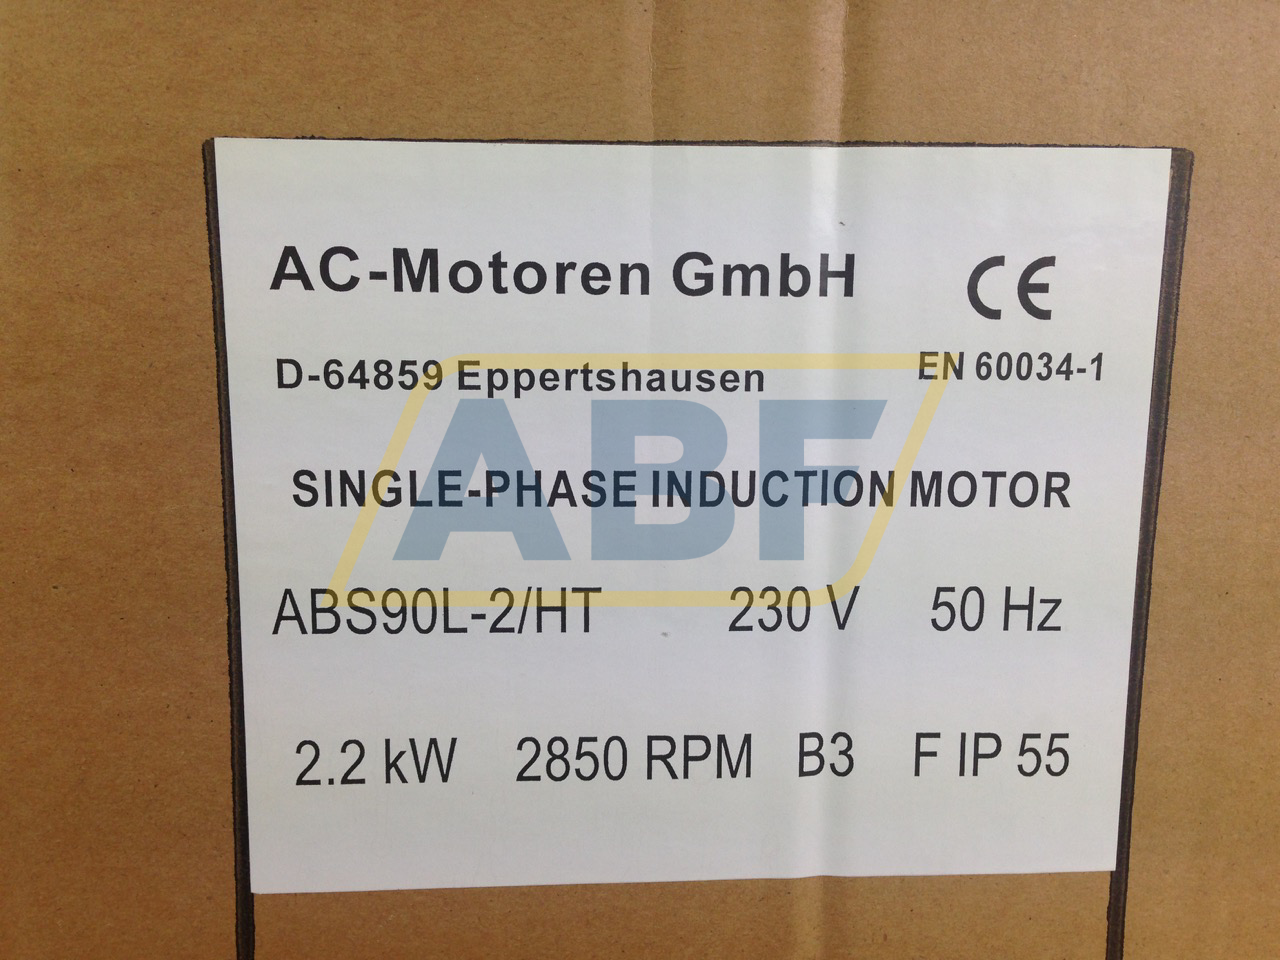 AC-Motoren GmbH CE
D-64859 Eppertshausen EN 60034-1
ABF
SINGLE-PHASE INDUCTION MOTOR
ABS90L-2/HT 230 V 50 Hz
2.2 kW 2850 RPM B3 F IP 55